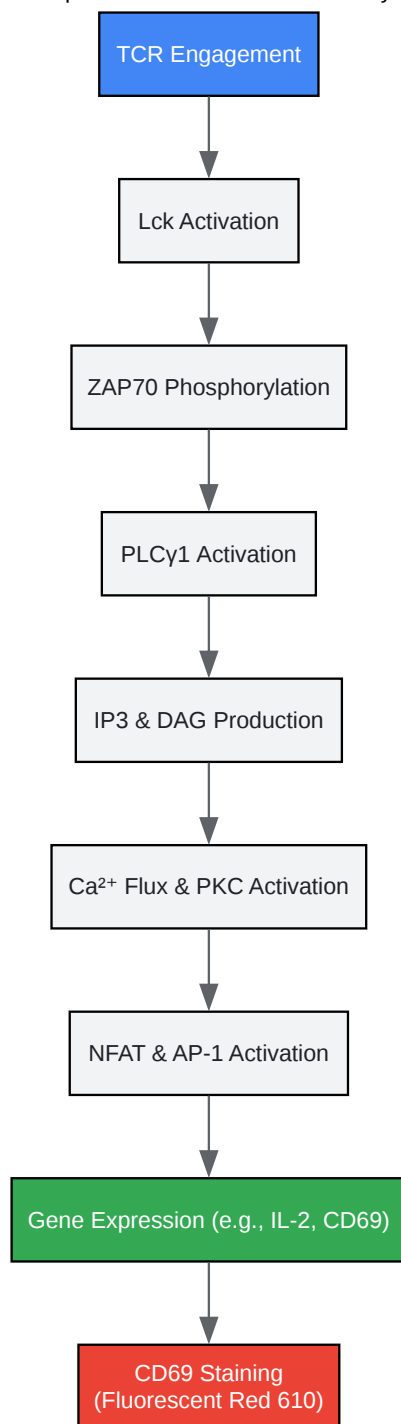 TCR Engagement
Lck Activation
ZAP70 Phosphorylation
PLCγ1 Activation
IP3 & DAG Production
Ca²⁺ Flux & PKC Activation
NFAT & AP-1 Activation
Gene Expression (e.g., IL-2, CD69)
CD69 Staining
(Fluorescent Red 610)